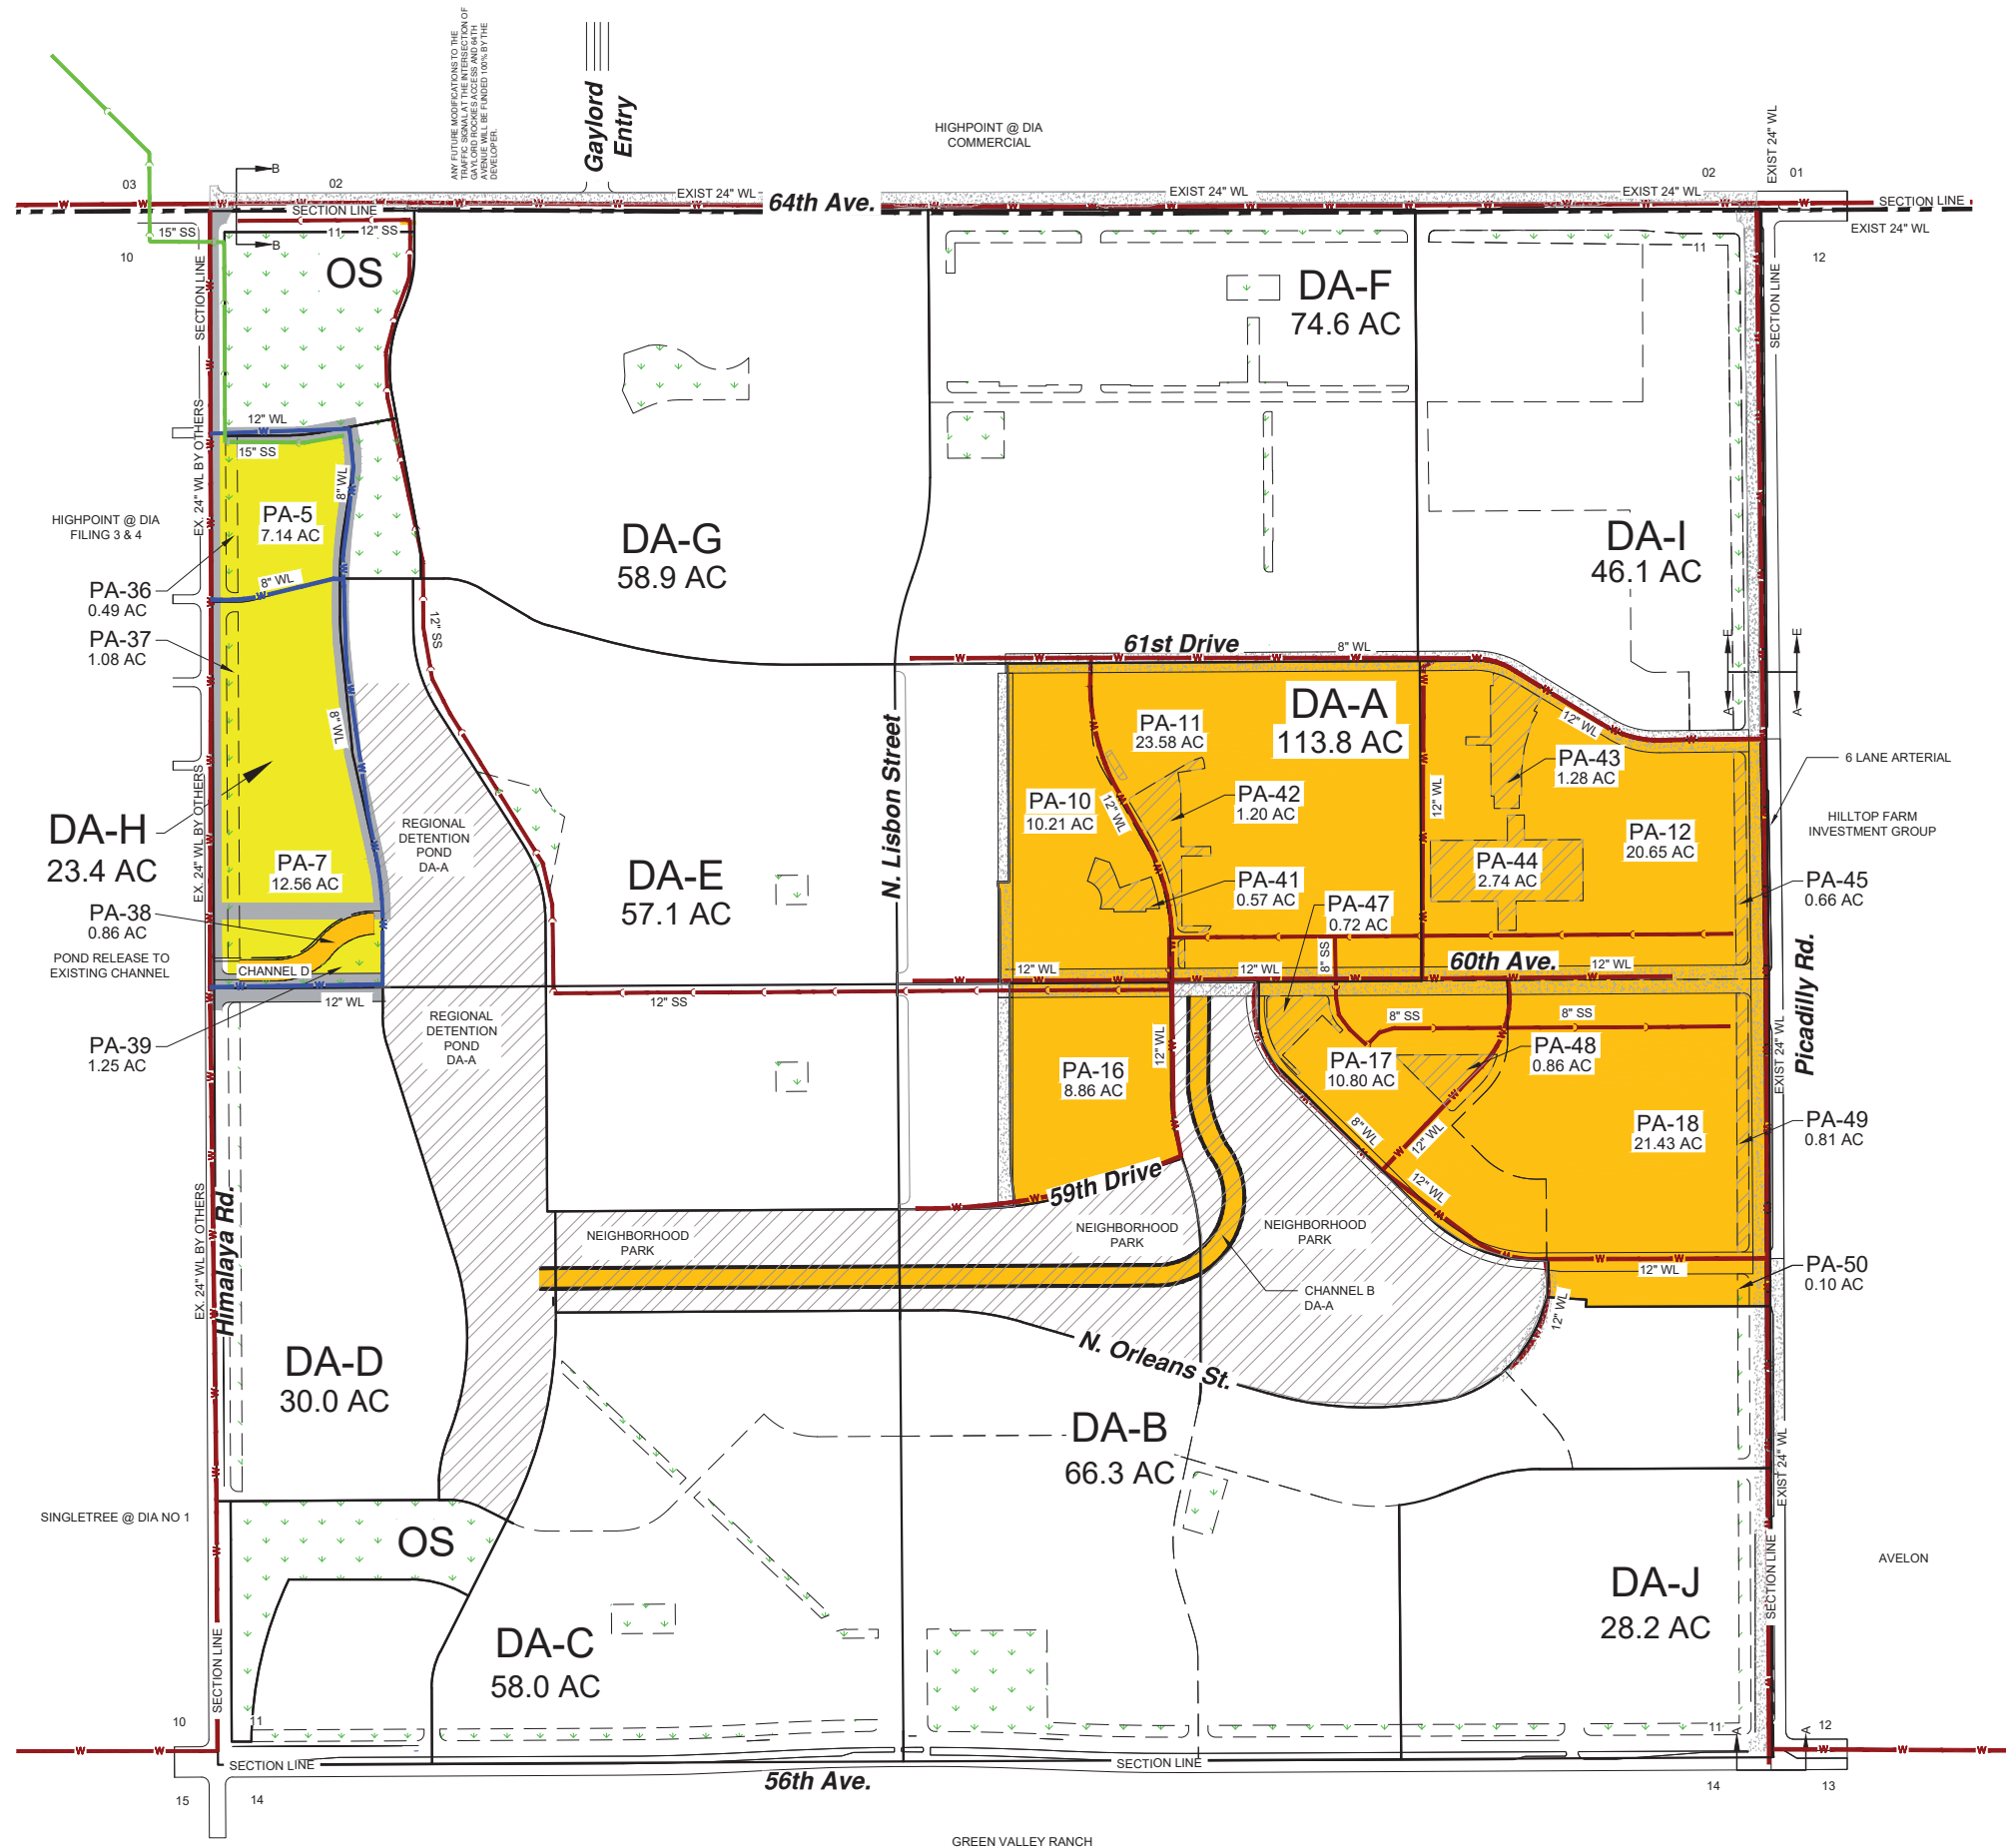 ANY FUTURE MODIFICATIONS TO THE
TRAFFIC SIGNAL AT THE INTERSECTION OF
GAYLORD ROCKIES ACCESS AND 64TH
AVENUE WILL BE FUNDED 100% BY THE
DEVELOPER.
Gaylord
Entry
HIGHPOINT @ DIA
COMMERCIAL
EXIST 24" WL
03
02
B
02
01
EXIST 24" WL
64th Ave.
EXIST 24" WL
EXIST 24" WL
SECTION LINE
SECTION LINE
EXIST 24" WL
15" SS
B
11
12" SS
10
11
12
SECTION LINE
SECTION LINE
OS
DA-F
74.6 AC
EX. 24" WL BY OTHERS
12" WL
15" SS
8" WL
PA-5
7.14 AC
HIGHPOINT @ DIA
FILING 3 & 4
DA-G
58.9 AC
DA-I
46.1 AC
PA-36
0.49 AC
8" WL
12" SS
PA-37
1.08 AC
61st Drive
8" WL
E
E
A
A
8" WL
DA-A
113.8 AC
PA-11
23.58 AC
12" WL
N. Lisbon Street
PA-43
1.28 AC
6 LANE ARTERIAL
PA-10
10.21 AC
12" WL
PA-42
1.20 AC
12" WL
HILLTOP FARM
INVESTMENT GROUP
DA-H
23.4 AC
EX. 24" WL BY OTHERS
REGIONAL
DETENTION
POND
DA-A
PA-12
20.65 AC
PA-7
12.56 AC
DA-E
57.1 AC
PA-44
2.74 AC
PA-41
0.57 AC
PA-45
0.66 AC
PA-47
0.72 AC
PA-38
0.86 AC
POND RELEASE TO
EXISTING CHANNEL
CHANNEL D
12" WL
12" WL
12" WL
8" SS
60th Ave.
12" WL
Picadilly Rd.
12" SS
REGIONAL
DETENTION
POND
DA-A
8" SS
8" SS
PA-39
1.25 AC
12" WL
PA-16
8.86 AC
PA-17
10.80 AC
PA-48
0.86 AC
EXIST 24" WL
8" WL
12" WL
PA-18
21.43 AC
PA-49
0.81 AC
59th Drive
12" WL
EX. 24" WL BY OTHERS
Himalaya Rd.
NEIGHBORHOOD
PARK
NEIGHBORHOOD
PARK
NEIGHBORHOOD
PARK
12" WL
PA-50
0.10 AC
CHANNEL B
DA-A
12" WL
DA-D
30.0 AC
N. Orleans St.
DA-B
66.3 AC
EXIST 24" WL
SINGLETREE @ DIA NO 1
OS
AVELON
SECTION LINE
DA-J
28.2 AC
DA-C
58.0 AC
SECTION LINE
10
11
11
A
A
12
SECTION LINE
SECTION LINE
56th Ave.
15
14
14
13
GREEN VALLEY RANCH